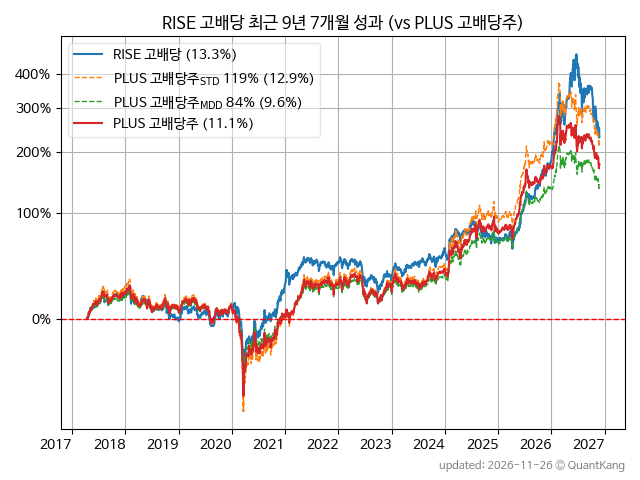 RISE 고배당 최근 9년 7개월 성과 (vs PLUS 고배당주)
RISE 고배당 (13.3%)
PLUS 고배당주STD 119% (12.9%)
PLUS 고배당주MDD 84% (9.6%)
PLUS 고배당주 (11.1%)
400%
300%
200%
100%
0%
2017 2018 2019 2020 2021 2022 2023 2024 2025 2026 2027
updated: 2026-11-26 © QuantKang